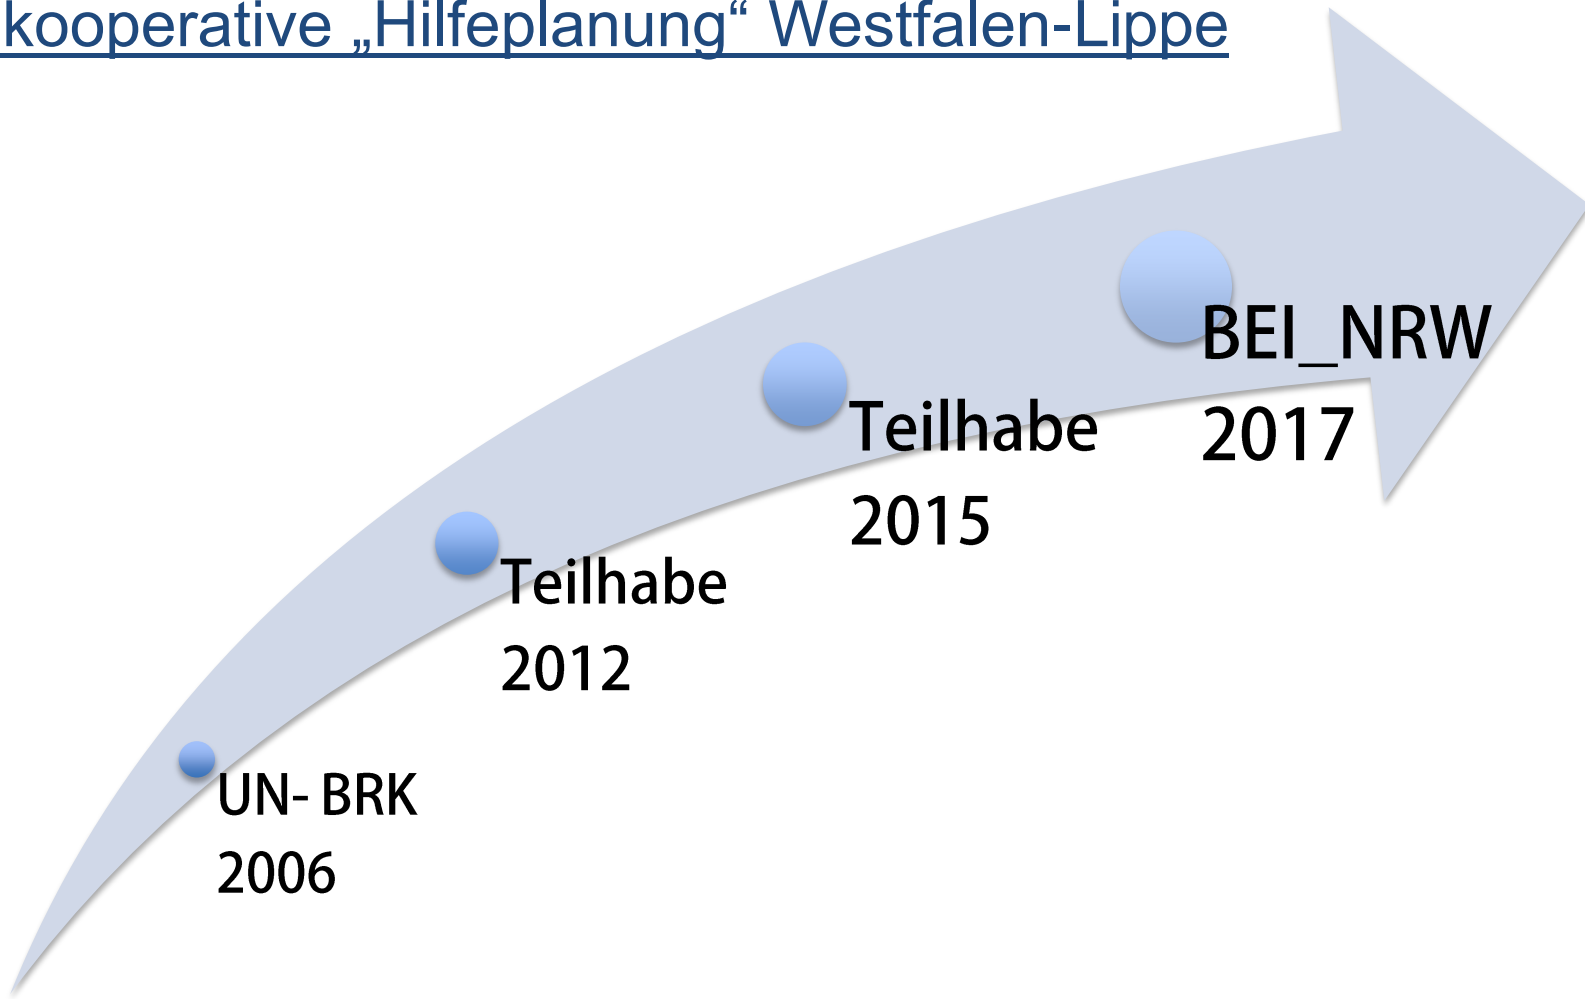 kooperative „Hilfeplanung“ Westfalen-Lippe
BEI_NRW
2017
Teilhabe
2015
Teilhabe
2012
UN- BRK
2006